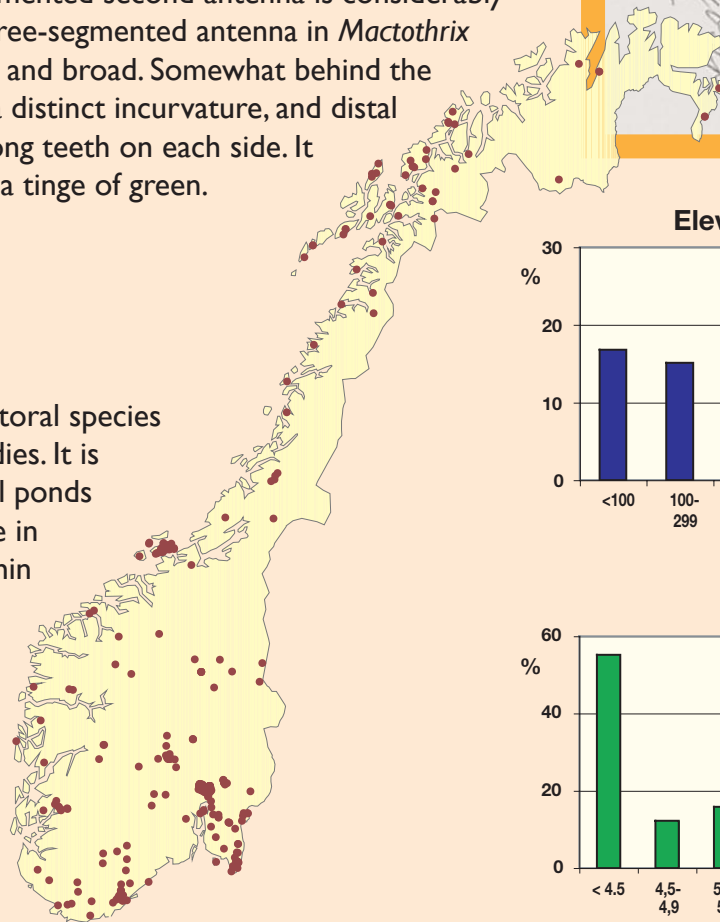 ree-segmented antenna in Mactothrix
and broad. Somewhat behind the
distinct incurvature, and distal
ong teeth on each side. It
a tinge of green.
Elev
30
%
20
10
0
<100
100-
299
toral species
dies. It is
l ponds
e in
hin
60
%
40
20
0
< 4.5
4,5-
4,9